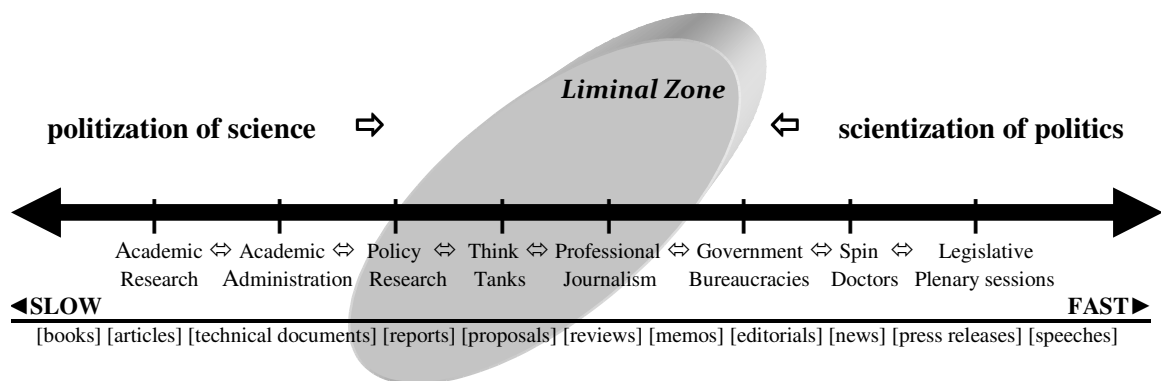 Liminal Zone
politization of science ⇨ ⇦ scientization of politics
Academic ⇔ Academic ⇔ Policy ⇔ Think ⇔ Professional ⇔ Government ⇔ Spin ⇔ Legislative
Research Administration Research Tanks Journalism Bureaucracies Doctors Plenary sessions
◄SLOW FAST►
[books] [articles] [technical documents] [reports] [proposals] [reviews] [memos] [editorials] [news] [press releases] [speeches]